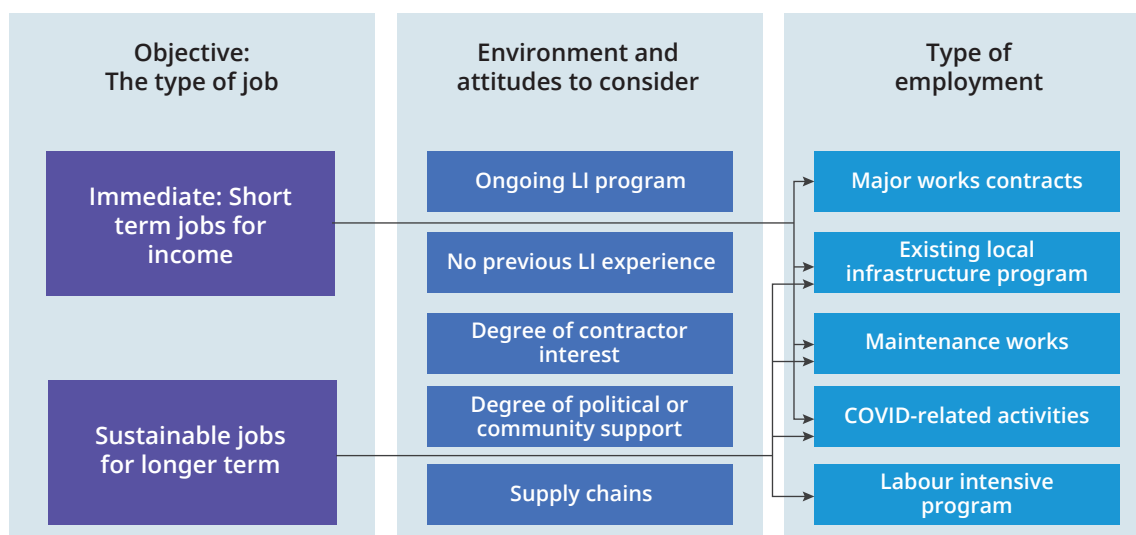 Objective:
The type of job
Immediate: Short
term jobs for
income
Sustainable jobs
for longer term
Environment and
attitudes to consider
Ongoing LI program
No previous LI experience
Degree of contractor
interest
Degree of political or
community support
Supply chains
Type of
employment
Major works contracts
Existing local
infrastructure program
Maintenance works
COVID-related activities
Labour intensive
program